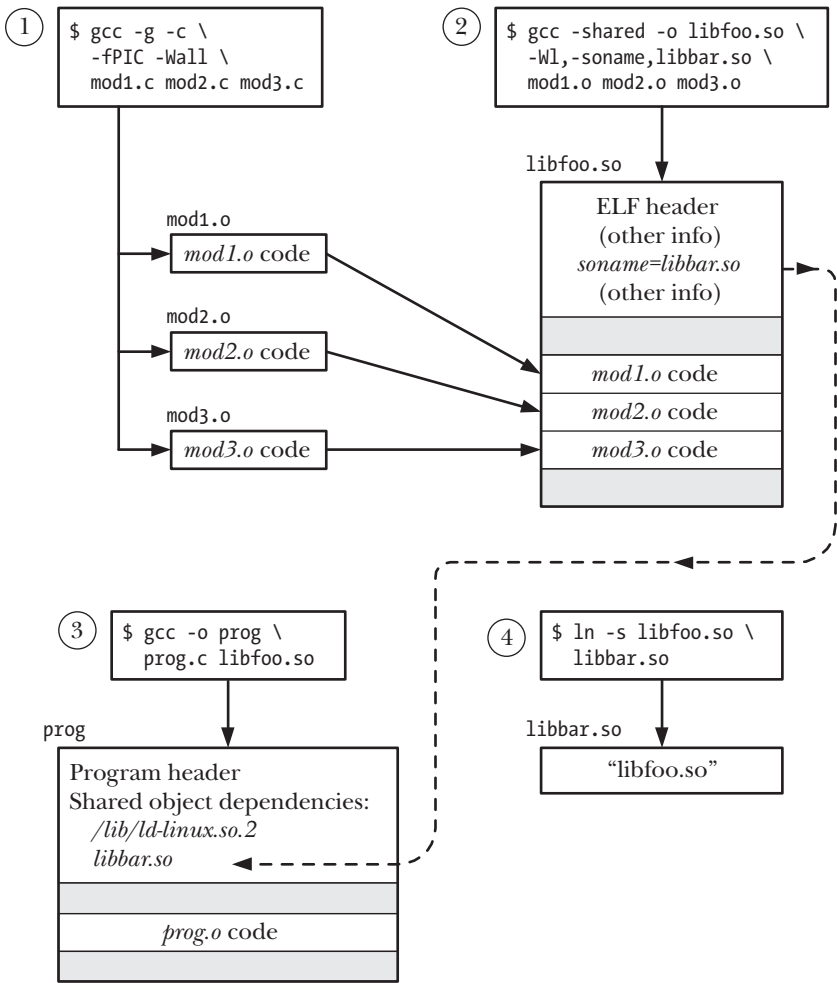 1
$ gcc -g -c \
-fPIC -Wall \
mod1.c mod2.c mod3.c
2
$ gcc -shared -o libfoo.so \
-Wl,-soname,libbar.so \
mod1.o mod2.o mod3.o
libfoo.so
ELF header
(other info)
soname=libbar.so
(other info)
mod1.o
mod1.o code
mod2.o
mod2.o code
mod3.o
mod3.o code
mod1.o code
mod2.o code
mod3.o code
3
$ gcc -o prog \
prog.c libfoo.so
4
$ ln -s libfoo.so \
libbar.so
prog
Program header
Shared object dependencies:
/lib/ld-linux.so.2
libbar.so
prog.o code
libbar.so
“libfoo.so”